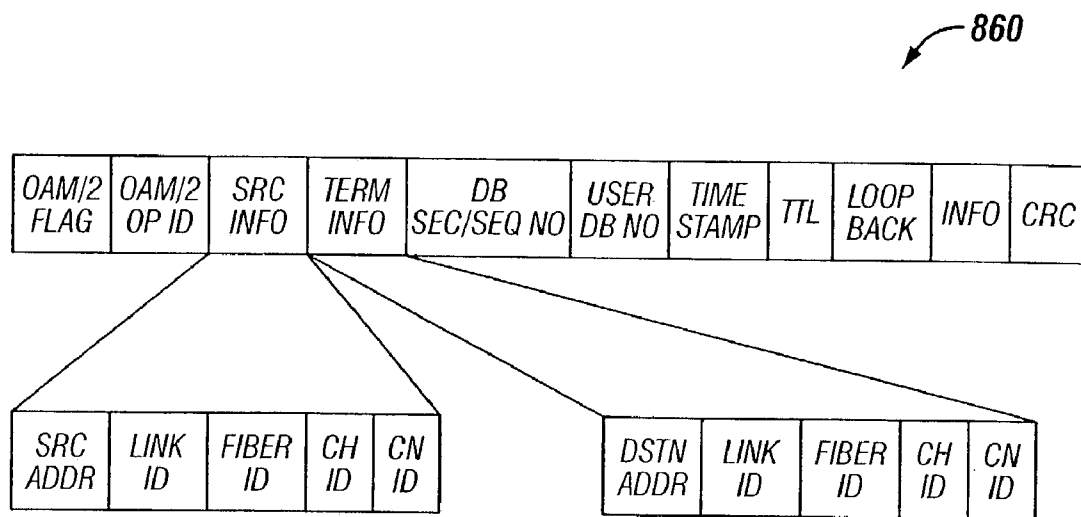 860
OAM/2 FLAG
OAM/2 OP ID
SRC INFO
TERM INFO
DB SEC/SEQ NO
USER DB NO
TIME STAMP
TTL
LOOP BACK
INFO
CRC
SRC ADDR
LINK ID
FIBER ID
CH ID
CN ID
DSTN ADDR
LINK ID
FIBER ID
CH ID
CN ID